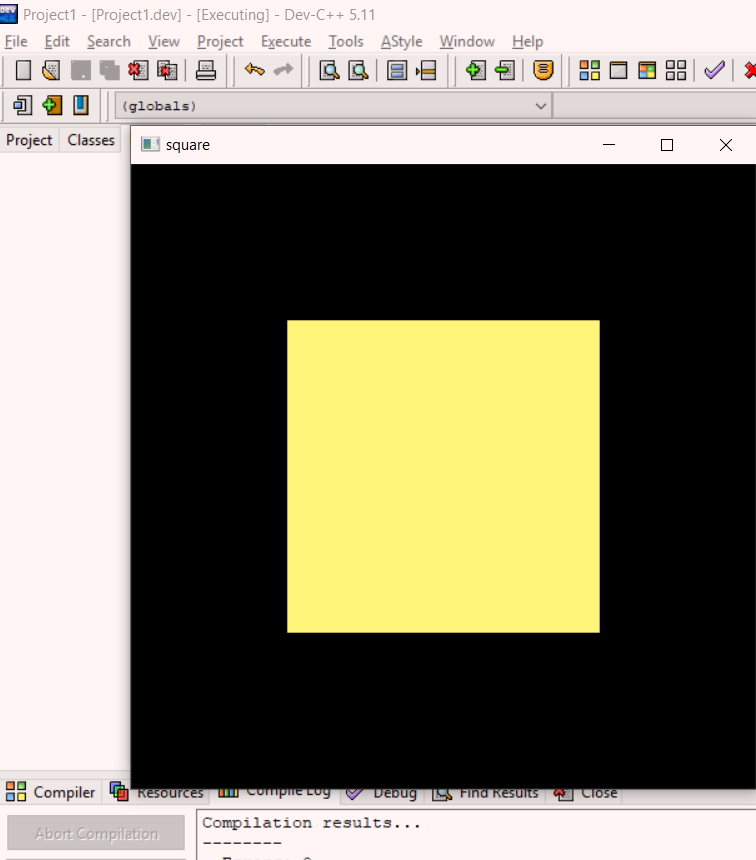 Project1 - [Project1.dev] - [Executing] - Dev-C++ 5.11
File Edit Search View Project Execute Tools AStyle Window Help
(globals)
Project Classes
square
Compiler Resources Compile Log Debug Find Results Close
Abort Compilation
Compilation results...
--------